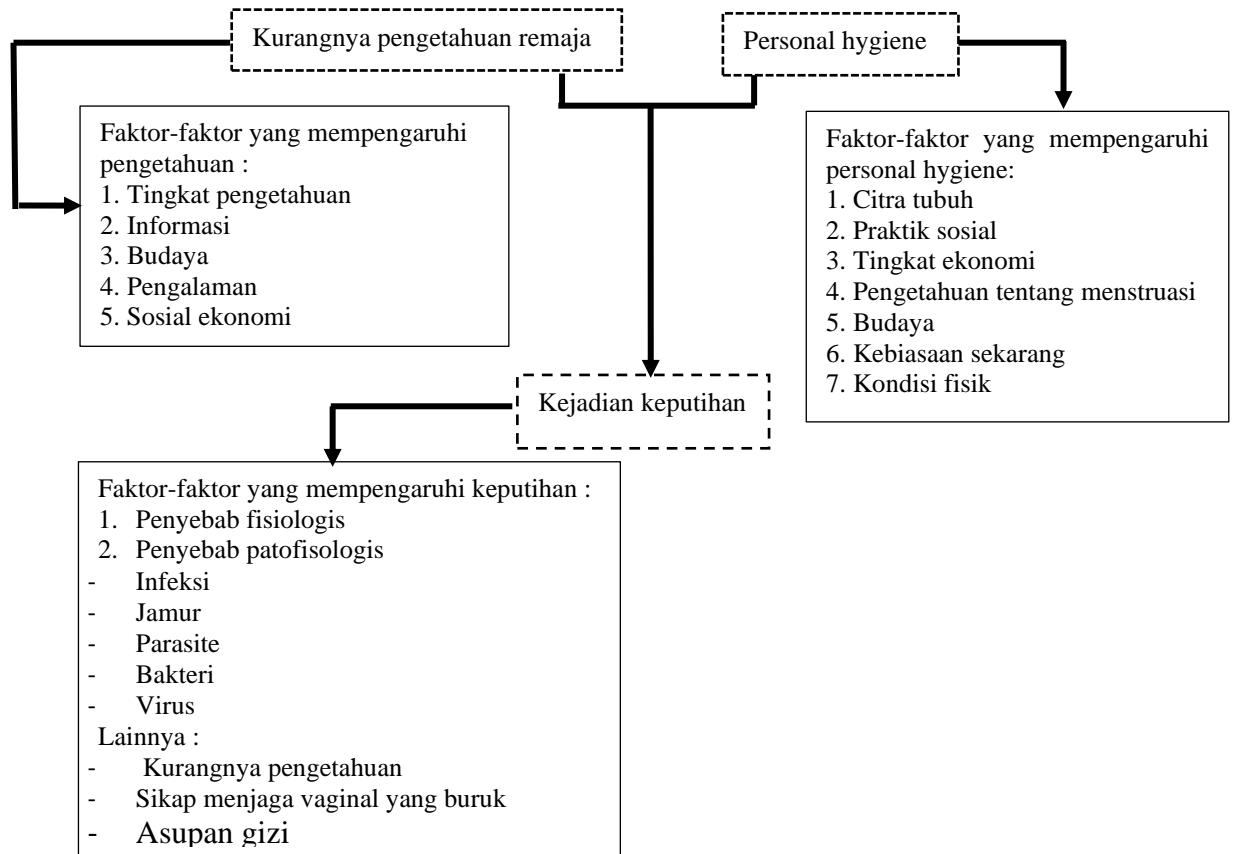 Kurangnya pengetahuan remaja
Personal hygiene
Faktor-faktor yang mempengaruhi
pengetahuan :
1. Tingkat pengetahuan
2. Informasi
3. Budaya
4. Pengalaman
5. Sosial ekonomi
Faktor-faktor yang mempengaruhi
personal hygiene:
1. Citra tubuh
2. Praktik sosial
3. Tingkat ekonomi
4. Pengetahuan tentang menstruasi
5. Budaya
6. Kebiasaan sekarang
7. Kondisi fisik
Kejadian keputihan
Faktor-faktor yang mempengaruhi keputihan :
1. Penyebab fisiologis
2. Penyebab patofisologis
- Infeksi
- Jamur
- Parasite
- Bakteri
- Virus
Lainnya :
- Kurangnya pengetahuan
- Sikap menjaga vaginal yang buruk
- Asupan gizi